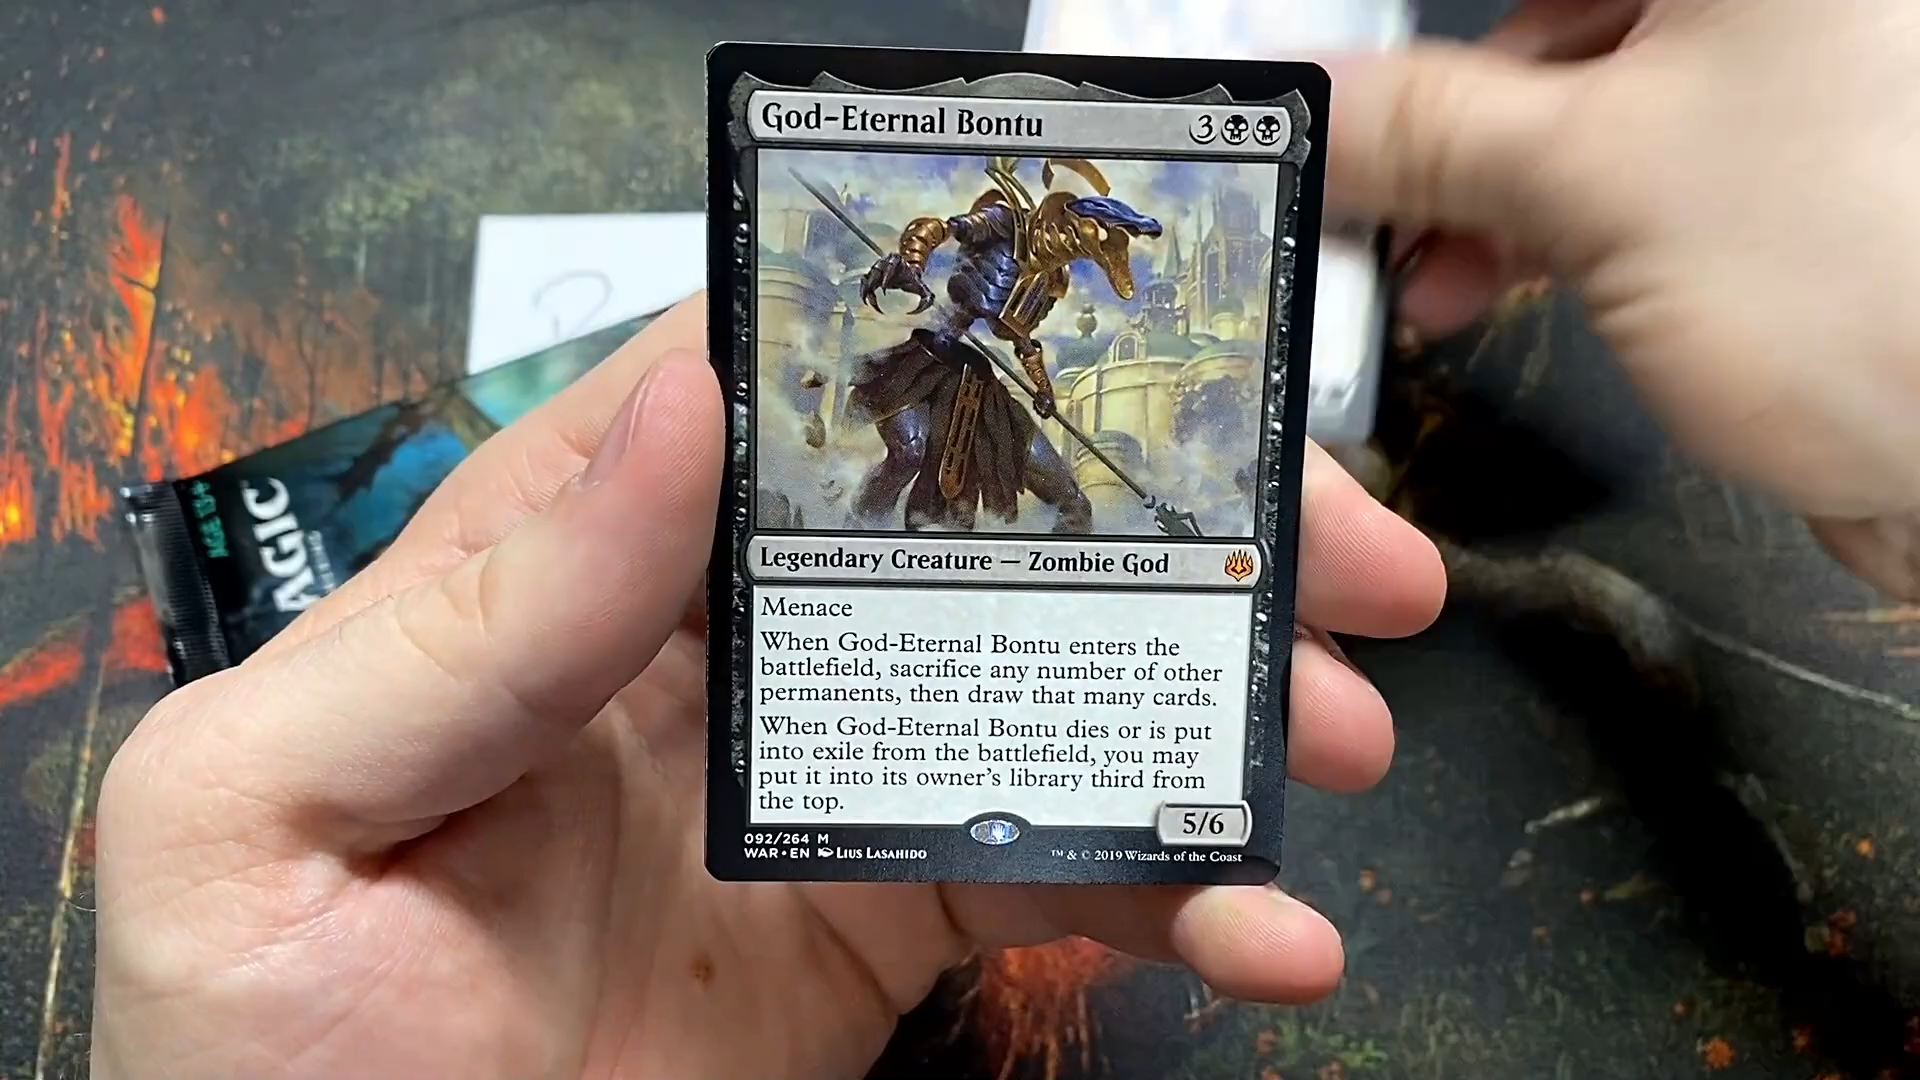 God-Eternal Bontu 3
Legendary Creature — Zombie God
Menace
When God-Eternal Bontu enters the
battlefield, sacrifice any number of other
permanents, then draw that many cards.
When God-Eternal Bontu dies or is put
into exile from the battlefield, you may
put it into its owner's library third from
the top.
5/6
092/264 M
WAR • EN Lius Lasahido
™ & © 2019 Wizards of the Coast
AGIC
AGE 13+